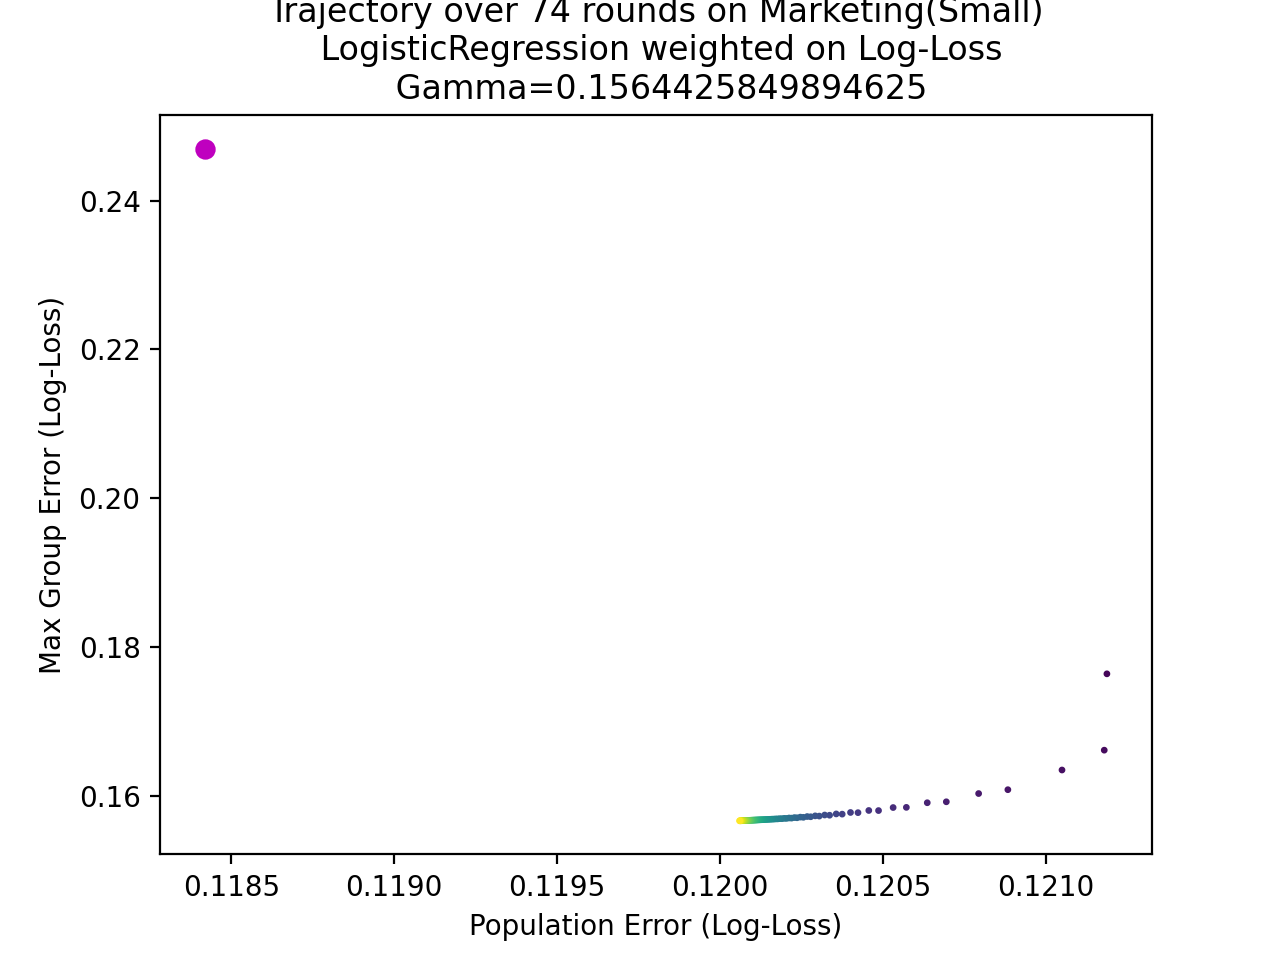 Trajectory over 74 rounds on Marketing(Small)
LogisticRegression weighted on Log-Loss
Gamma=0.1564425849894625
0.24
0.22
0.20
0.18
0.16
Max Group Error (Log-Loss)
0.1185 0.1190 0.1195 0.1200 0.1205 0.1210
Population Error (Log-Loss)